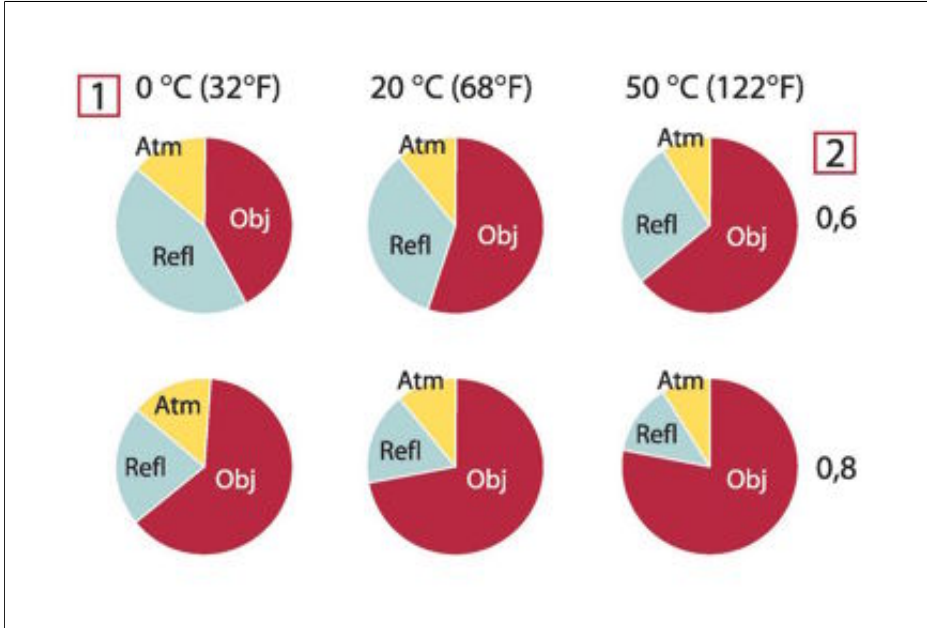 1 0 °C (32°F) 20 °C (68°F) 50 °C (122°F)
2
Atm Atm Atm
Obj Obj Obj 0,6
Refl Refl Refl
Atm Atm Atm
Refl Refl Refl
Obj Obj Obj 0,8